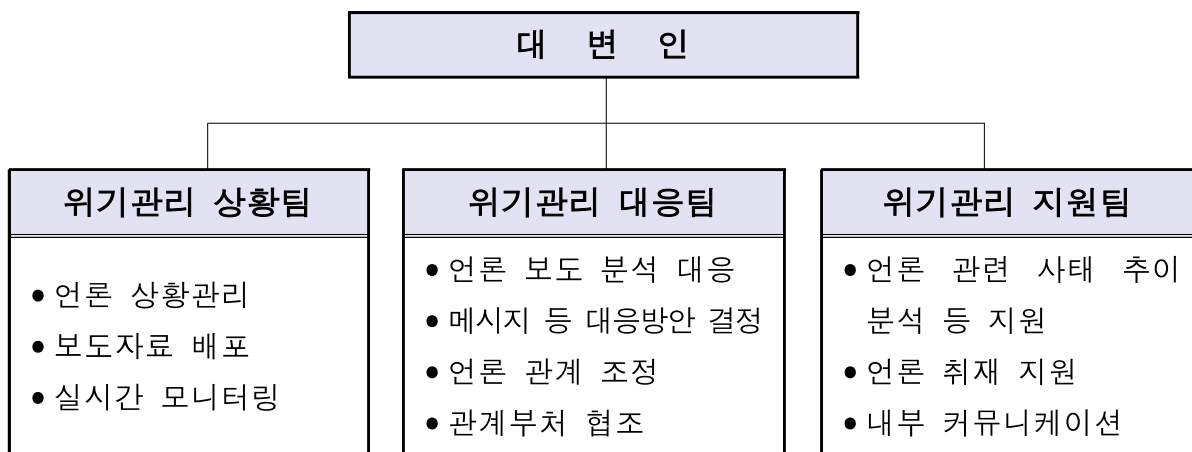 대 변 인
위기관리 상황팀
● 언론 상황관리
● 보도자료 배포
● 실시간 모니터링
위기관리 대응팀
● 언론 보도 분석 대응
● 메시지 등 대응방안 결정
● 언론 관계 조정
● 관계부처 협조
위기관리 지원팀
● 언론 관련 사태 추이
분석 등 지원
● 언론 취재 지원
● 내부 커뮤니케이션